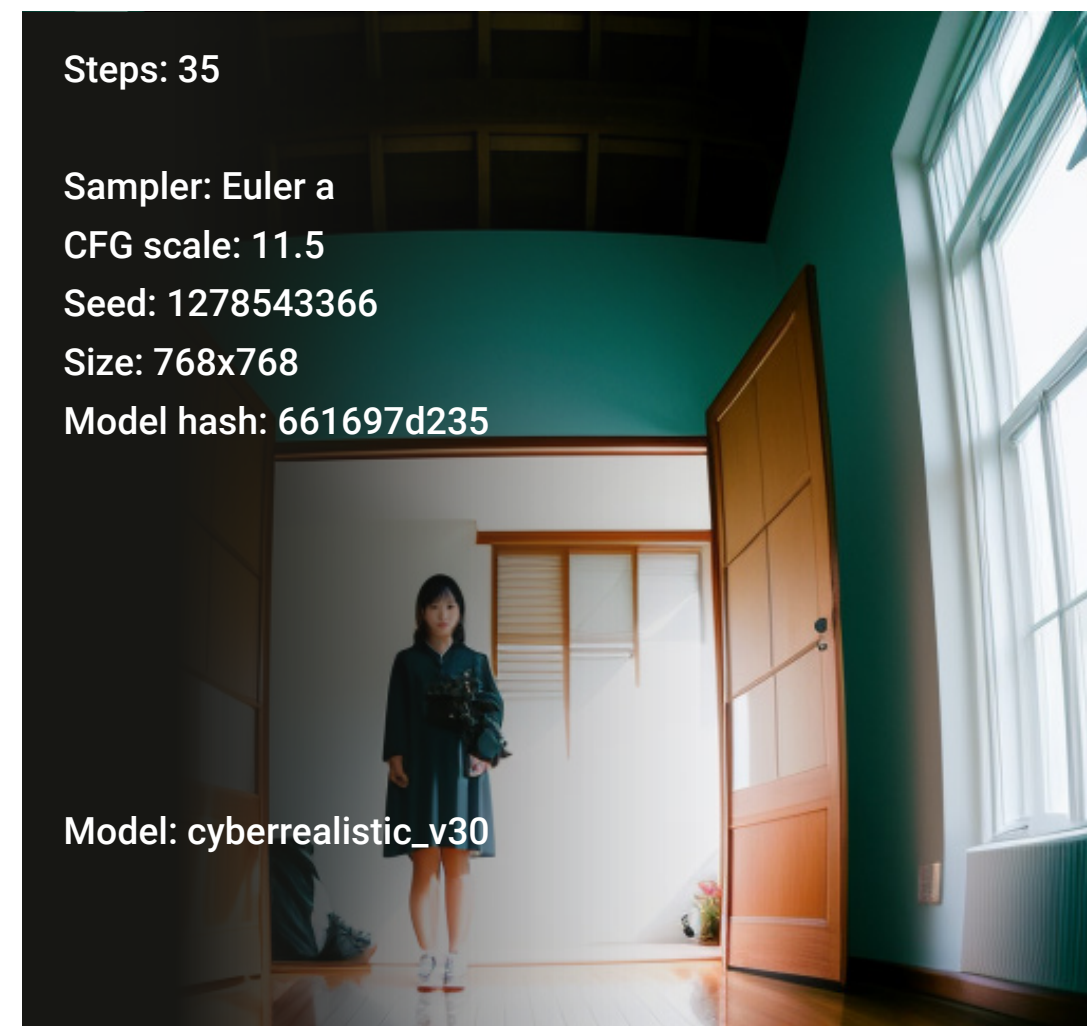 Steps: 35
Sampler: Euler a
CFG scale: 11.5
Seed: 1278543366
Size: 768x768
Model hash: 661697d235
Model: cyberrealistic_v30